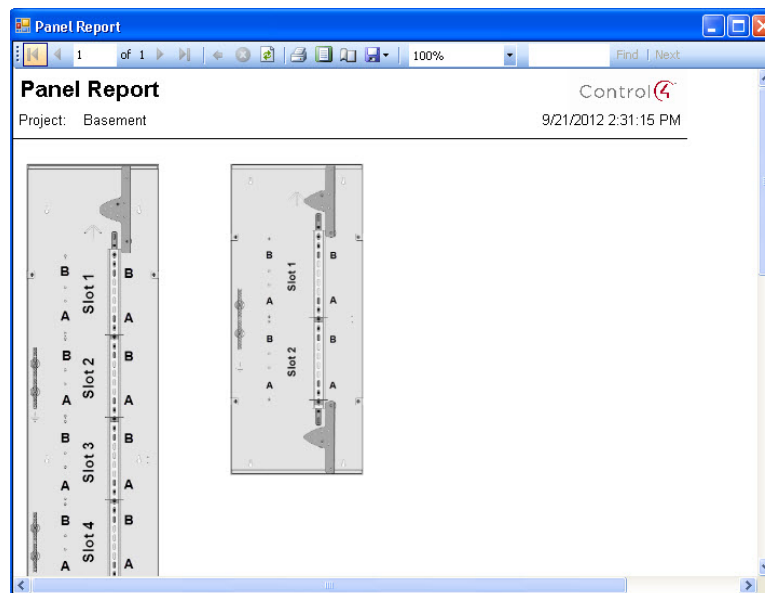 Panel Report
1 of 1 100% Find | Next
Panel Report
Control4
Project: Basement
9/21/2012 2:31:15 PM
B Slot 1 B
A A
B Slot 2 B
A A
B Slot 3 B
A A
B Slot 4 B
A A
B Slot 1 B
A A
B Slot 2 B
A A